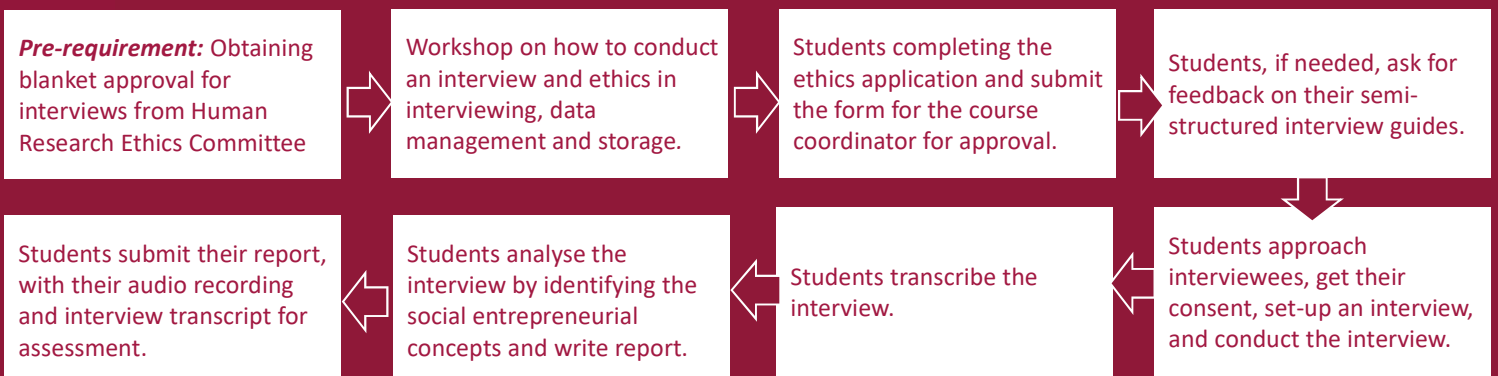 Pre-requirement: Obtaining
blanket approval for
interviews from Human
Research Ethics Committee
Workshop on how to conduct
an interview and ethics in
interviewing, data
management and storage.
Students completing the
ethics application and submit
the form for the course
coordinator for approval.
Students, if needed, ask for
feedback on their semi-
structured interview guides.
Students approach
interviewees, get their
consent, set-up an interview,
and conduct the interview.
Students transcribe the
interview.
Students analyse the
interview by identifying the
social entrepreneurial
concepts and write report.
Students submit their report,
with their audio recording
and interview transcript for
assessment.